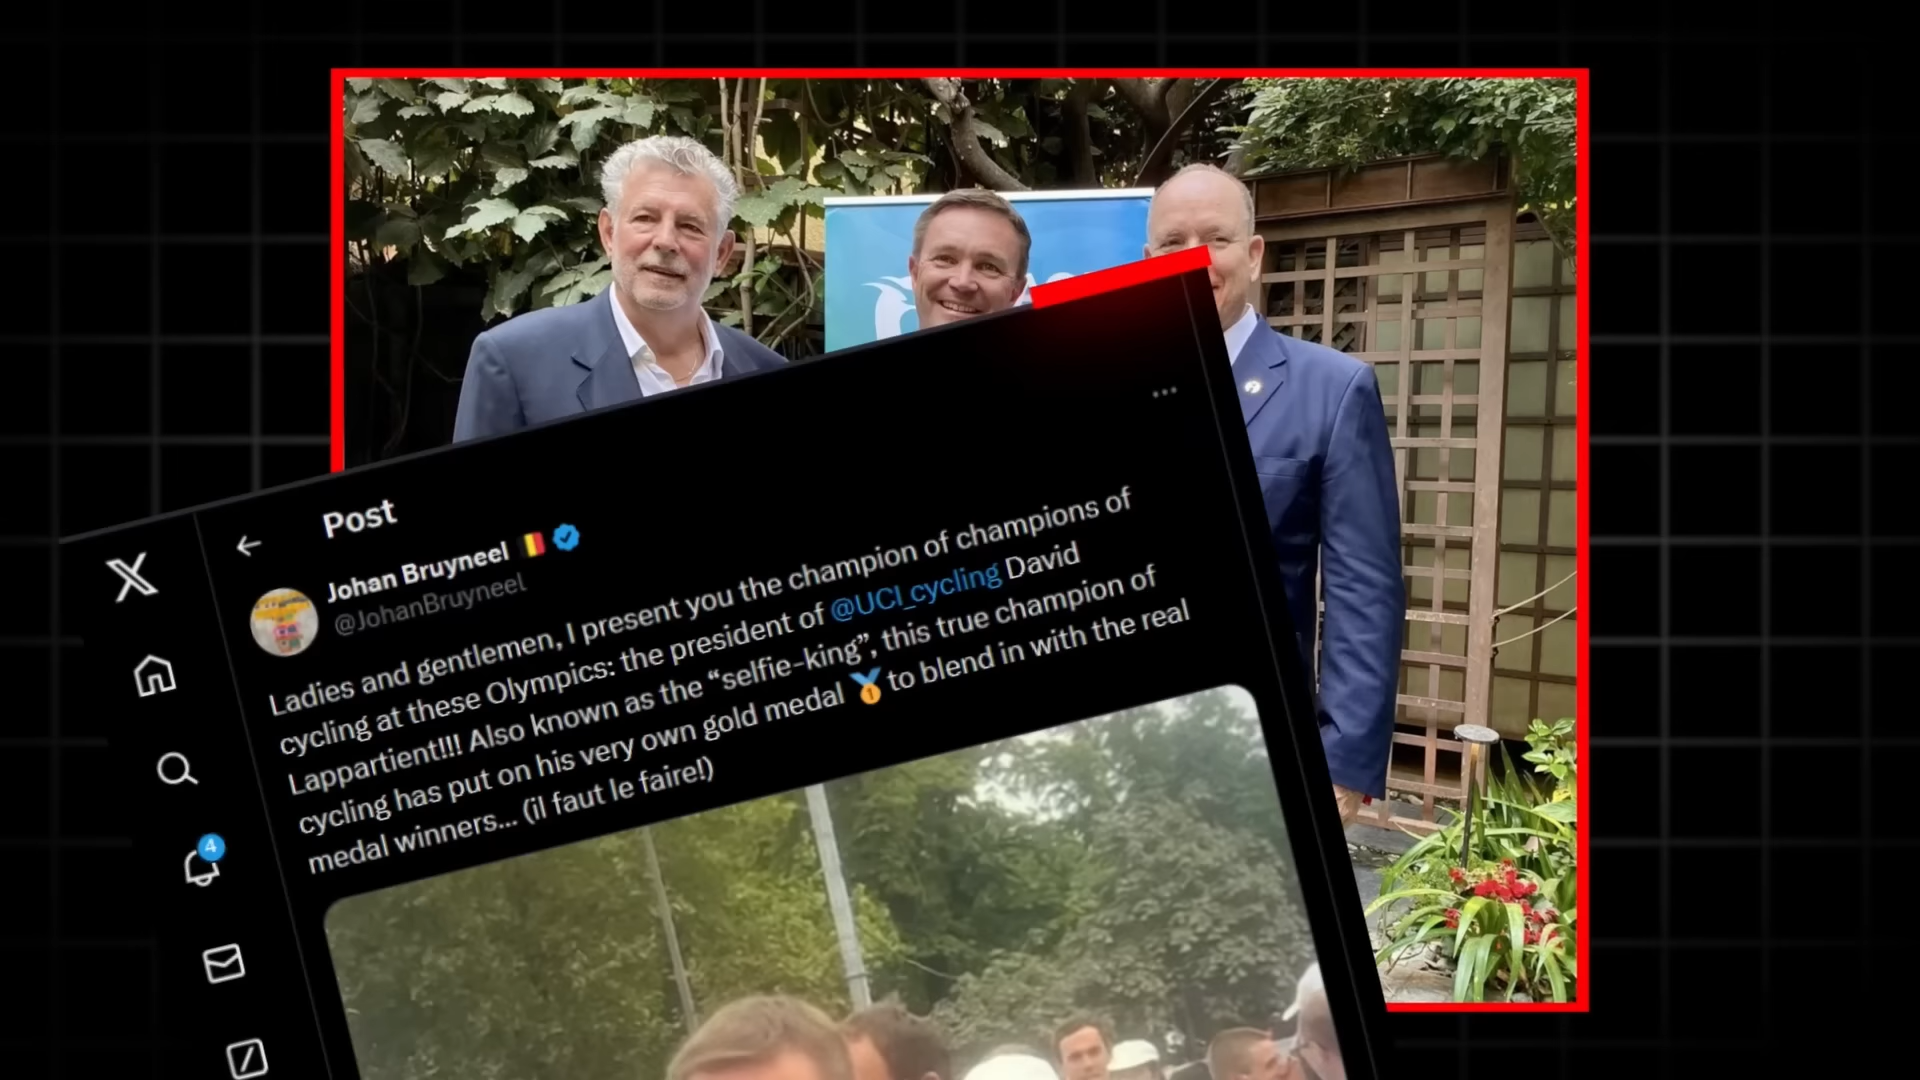 Post
Johan Bruyneel 🇧🇪
@JohanBruyneel
Ladies and gentlemen, I present you the champion of champions of
cycling at these Olympics: the president of @UCI_cycling David
Lappartient!!! Also known as the “selfie-king”, this true champion of
cycling has put on his very own gold medal 🥇 to blend in with the real
medal winners... (il faut le faire!)
4